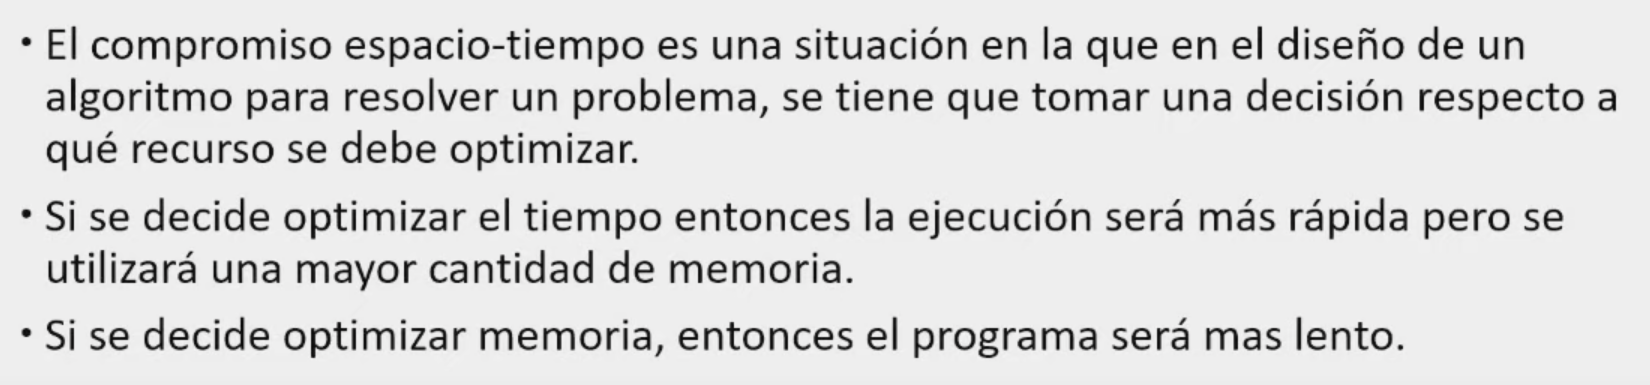 • El compromiso espacio-tiempo es una situación en la que en el diseño de un
algoritmo para resolver un problema, se tiene que tomar una decisión respecto a
qué recurso se debe optimizar.
• Si se decide optimizar el tiempo entonces la ejecución será más rápida pero se
utilizará una mayor cantidad de memoria.
• Si se decide optimizar memoria, entonces el programa será mas lento.